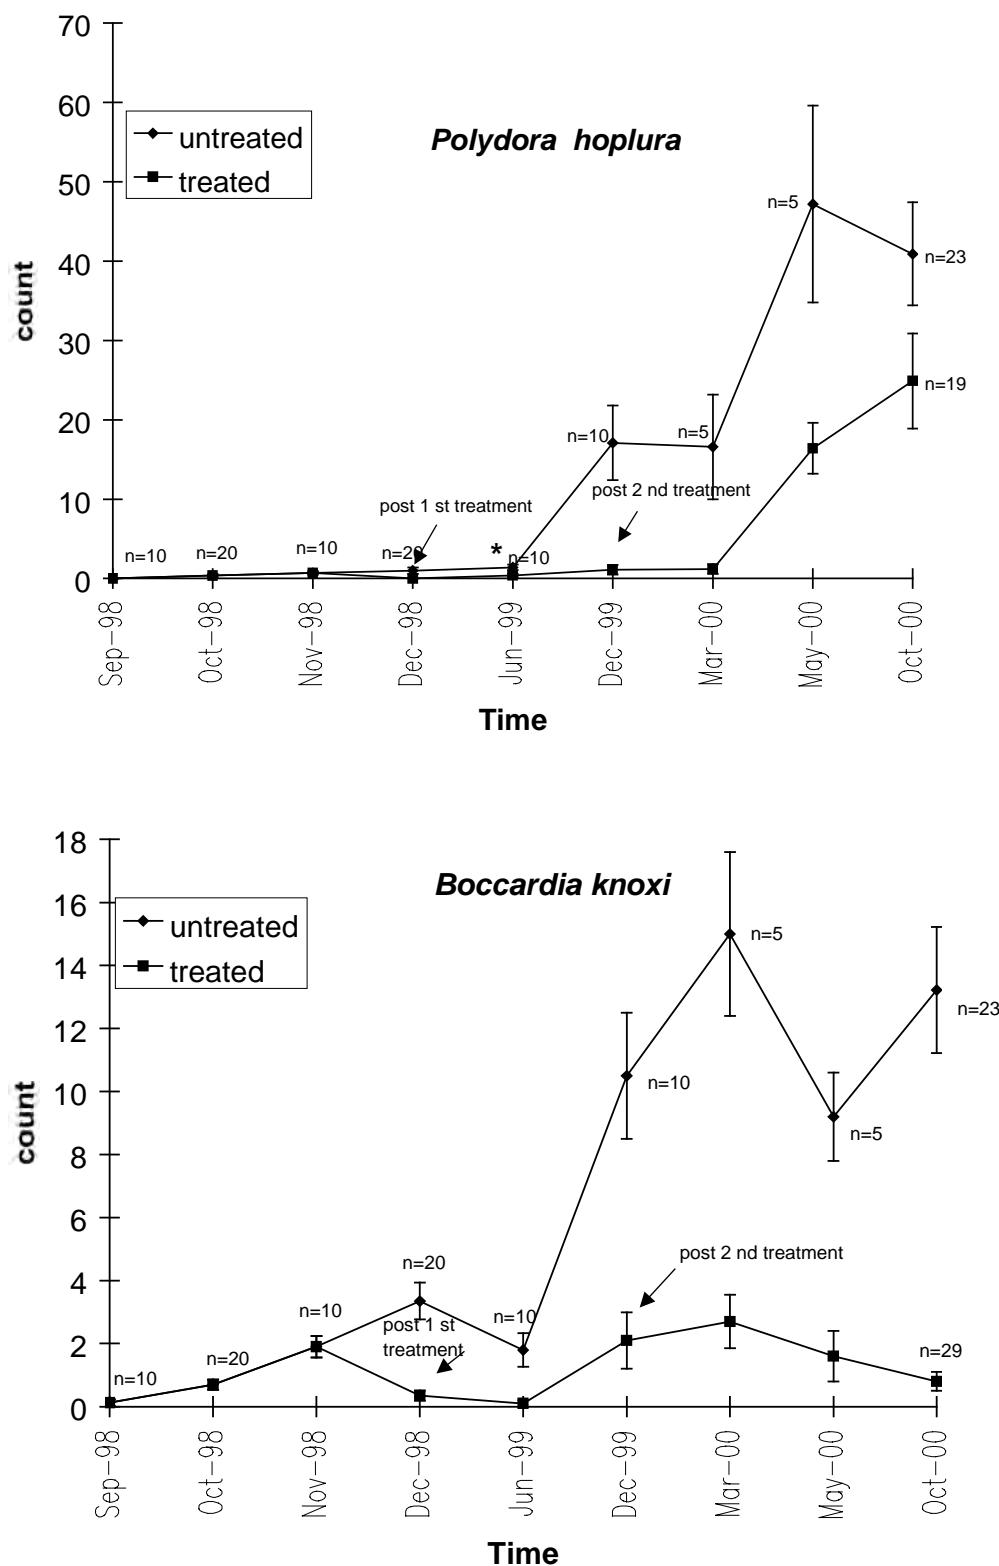 70
60
50
40
30
20
10
0
count
untreated
treated
Polydora hoplura
n=10
n=20
n=10
n=20
post 1 st treatment
*
n=10
n=10
post 2 nd treatment
n=5
n=5
n=23
n=19
Sep-98
Oct-98
Nov-98
Dec-98
Jun-99
Dec-99
Mar-00
May-00
Oct-00
Time
18
16
14
12
10
8
6
4
2
0
count
untreated
treated
Boccardia knoxi
n=10
n=20
n=10
n=20
post 1 st
treatment
n=10
n=10
post 2 nd treatment
n=5
n=5
n=23
n=29
Sep-98
Oct-98
Nov-98
Dec-98
Jun-99
Dec-99
Mar-00
May-00
Oct-00
Time